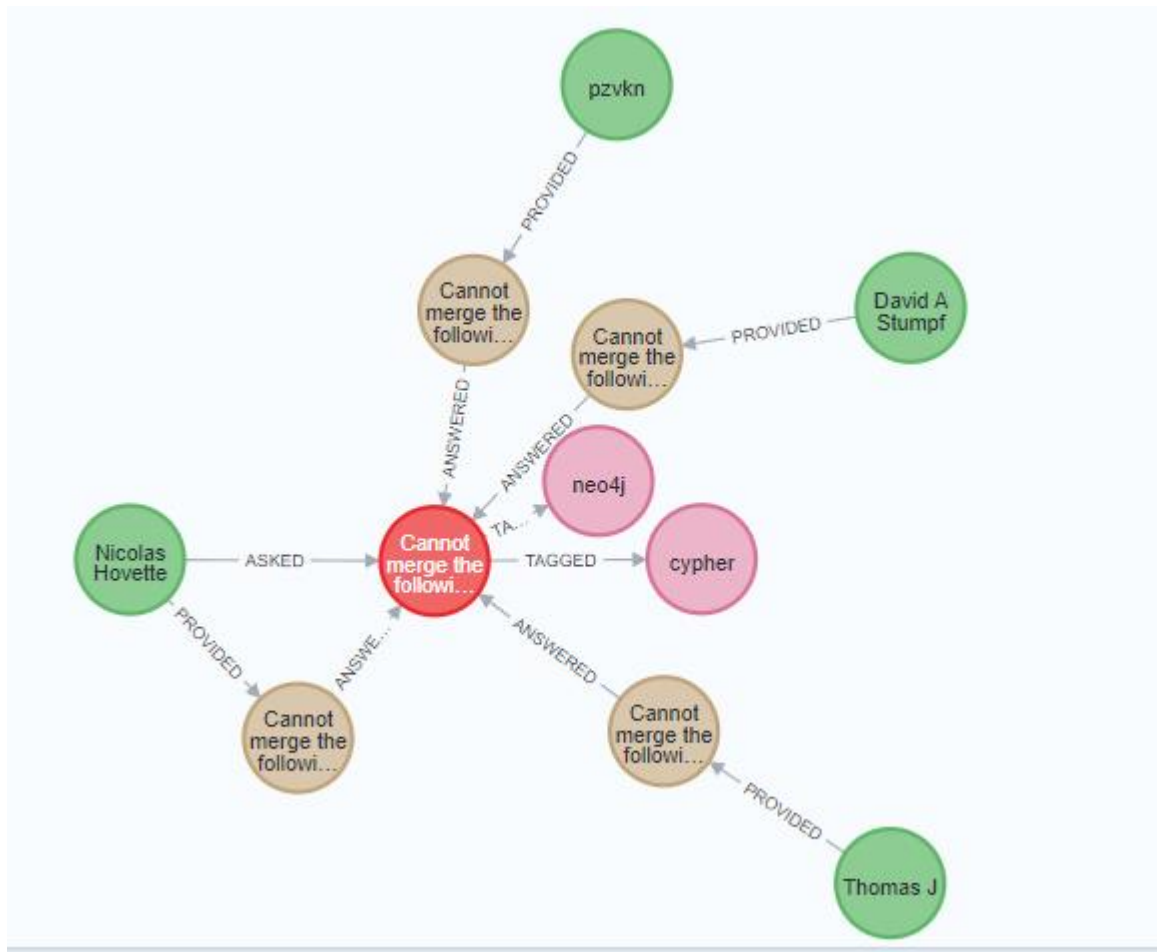 pzvkn
PROVIDED
Cannot
merge the
followi...
David A
Stumpf
PROVIDED
Cannot
merge the
followi...
ANSWERED
ANSWERED
neo4j
TA...
Nicolas
Hovette
ASKED
Cannot
merge the
followi...
TAGGED
cypher
PROVIDED
ANSWE...
ANSWERED
Cannot
merge the
followi...
Cannot
merge the
followi...
PROVIDED
Thomas J